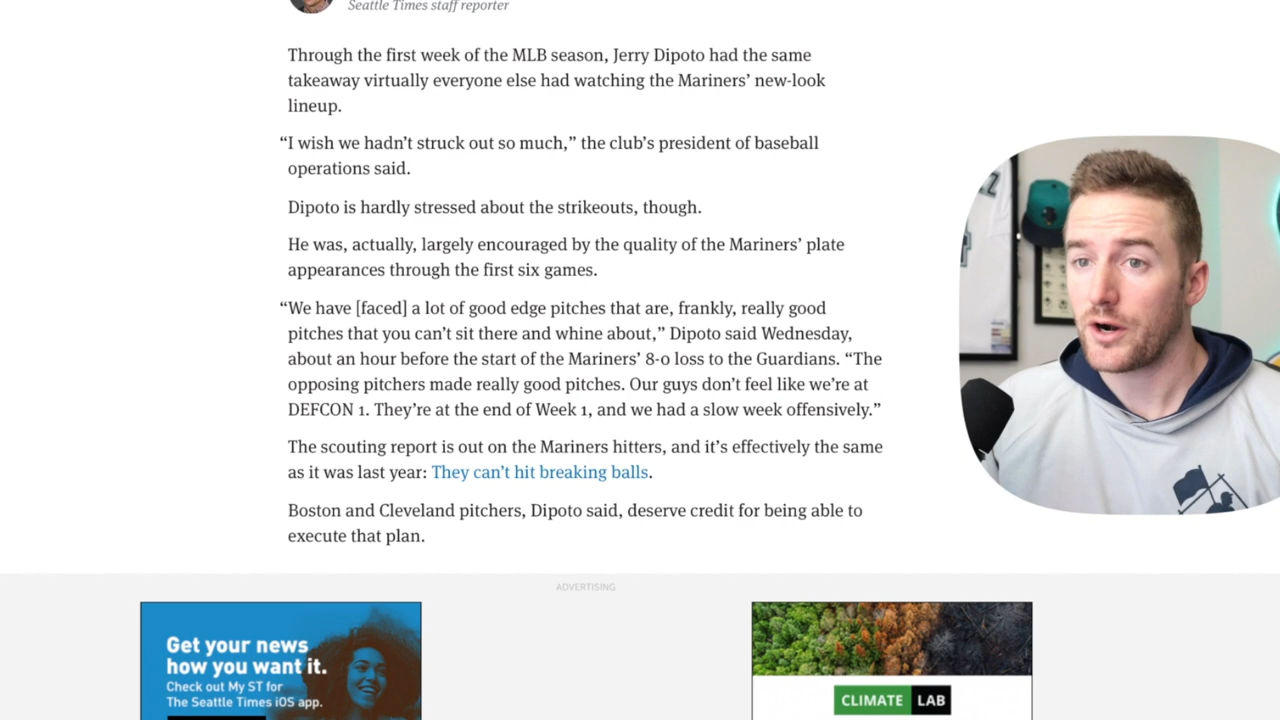 Seattle Times staff reporter
Through the first week of the MLB season, Jerry Dipoto had the same
takeaway virtually everyone else had watching the Mariners’ new-look
lineup.
“I wish we hadn’t struck out so much,” the club’s president of baseball
operations said.
Dipoto is hardly stressed about the strikeouts, though.
He was, actually, largely encouraged by the quality of the Mariners’ plate
appearances through the first six games.
“We have [faced] a lot of good edge pitches that are, frankly, really good
pitches that you can’t sit there and whine about,” Dipoto said Wednesday,
about an hour before the start of the Mariners’ 8-0 loss to the Guardians. “The
opposing pitchers made really good pitches. Our guys don’t feel like we’re at
DEFCON 1. They’re at the end of Week 1, and we had a slow week offensively.”
The scouting report is out on the Mariners hitters, and it’s effectively the same
as it was last year: They can’t hit breaking balls.
Boston and Cleveland pitchers, Dipoto said, deserve credit for being able to
execute that plan.
ADVERTISING
Get your news
how you want it.
Check out My ST for
The Seattle Times iOS app.
CLIMATE LAB